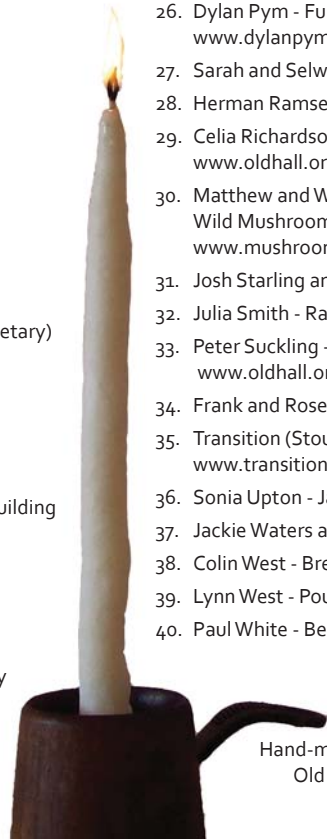 etary)
uilding
y
26. Dylan Pym - Fu
www.dylanpym
27. Sarah and Selw
28. Herman Ramse
29. Celia Richardso
www.oldhall.or
30. Matthew and W
Wild Mushroom
www.mushroor
31. Josh Starling ar
32. Julia Smith - Ra
33. Peter Suckling -
www.oldhall.or
34. Frank and Rose
35. Transition (Stou
www.transition
36. Sonia Upton - Ja
37. Jackie Waters a
38. Colin West - Bre
39. Lynn West - Pou
40. Paul White - Be
Hand-m
Old